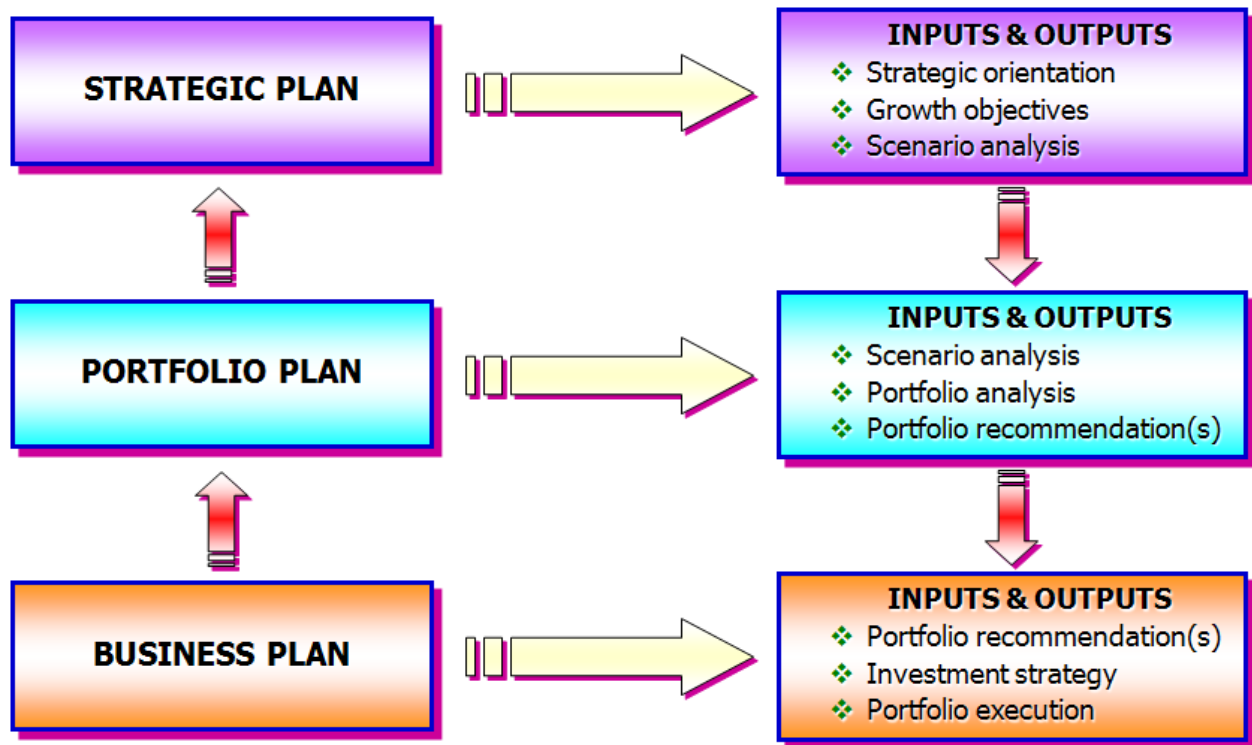 STRATEGIC PLAN
INPUTS & OUTPUTS
Strategic orientation
Growth objectives
Scenario analysis
PORTFOLIO PLAN
INPUTS & OUTPUTS
Scenario analysis
Portfolio analysis
Portfolio recommendation(s)
BUSINESS PLAN
INPUTS & OUTPUTS
Portfolio recommendation(s)
Investment strategy
Portfolio execution